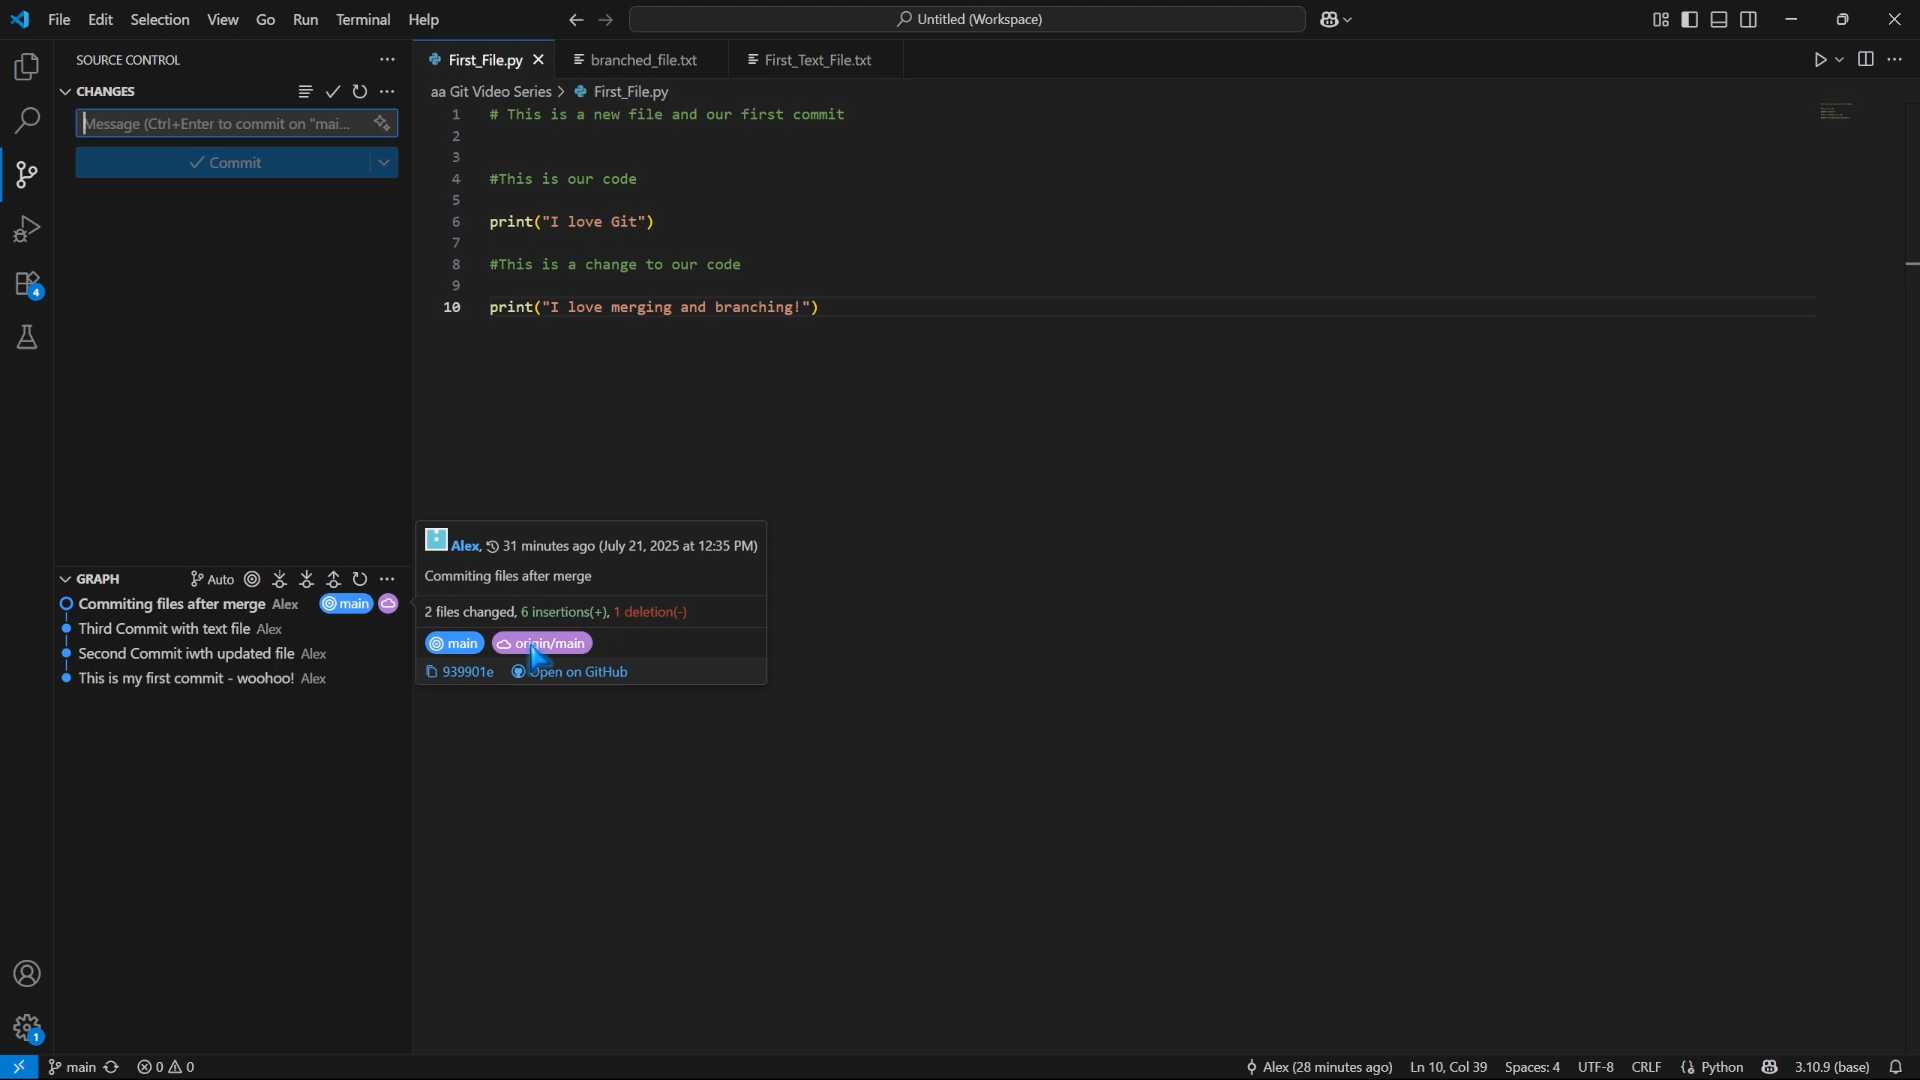 File Edit Selection View Go Run Terminal Help
Untitled (Workspace)
SOURCE CONTROL
CHANGES
Message (Ctrl+Enter to commit on "mai...
Commit
First_File.py
branched_file.txt
First_Text_File.txt
aa Git Video Series > First_File.py
1 # This is a new file and our first commit
2
3
4 #This is our code
5
6 print("I love Git")
7
8 #This is a change to our code
9
10 print("I love merging and branching!")
4
Alex, 31 minutes ago (July 21, 2025 at 12:35 PM)
Commiting files after merge
2 files changed, 6 insertions(+), 1 deletion(-)
main origin/main
939901e Open on GitHub
GRAPH Auto
Commiting files after merge Alex main
Third Commit with text file Alex
Second Commit iwth updated file Alex
This is my first commit - woohoo! Alex
1
main 0 0
Alex (28 minutes ago) Ln 10, Col 39 Spaces: 4 UTF-8 CRLF {} Python 3.10.9 (base)